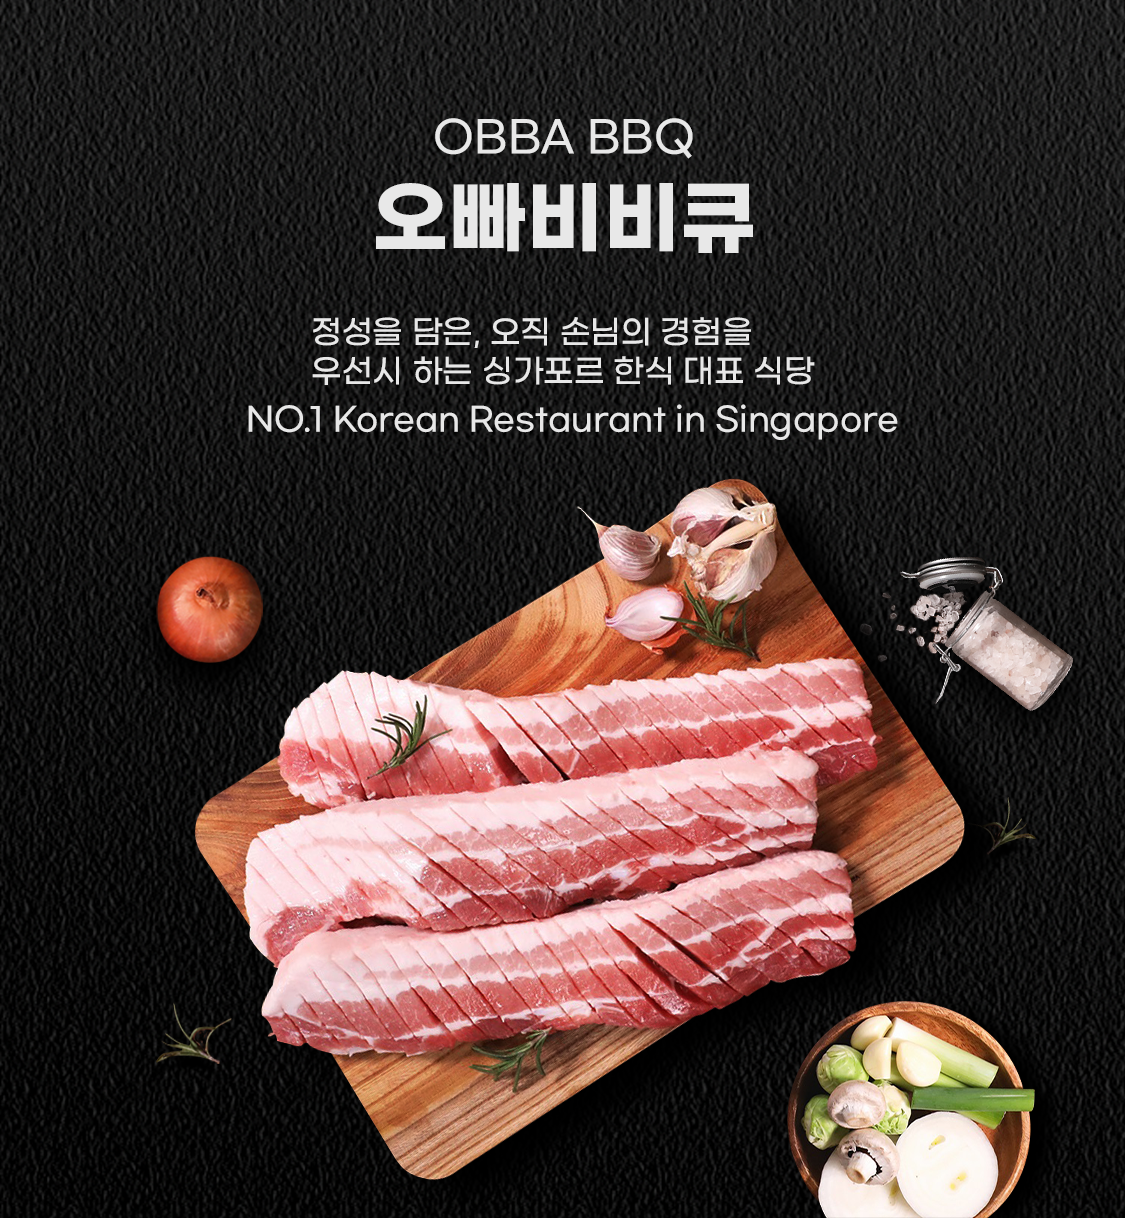 OBBA BBQ
오빠비비큐
정성을 담은, 오직 손님의 경험을
우선시 하는 싱가포르 한식 대표 식당
NO.1 Korean Restaurant in Singapore